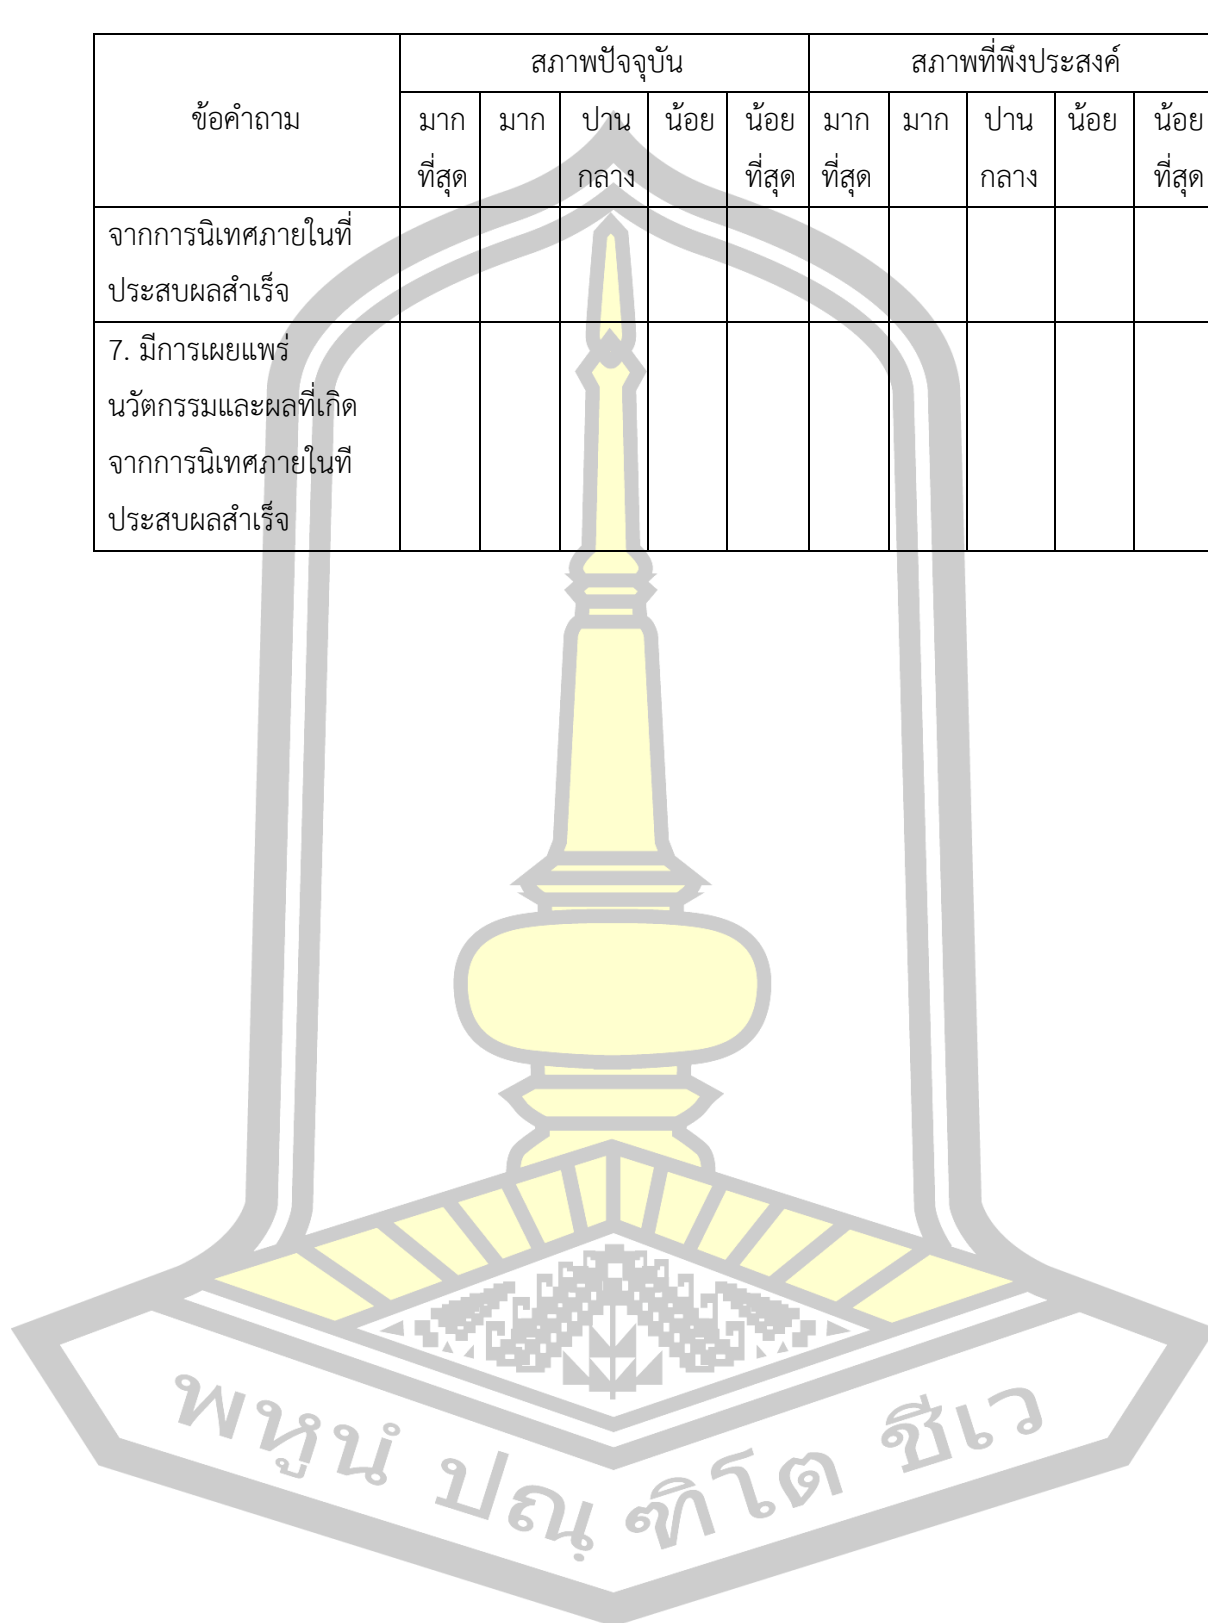 สภาพปัจจุบัน สภาพที่พึงประสงค์
ข้อคำถาม มาก มาก ปาน น้อย น้อย มาก มาก ปาน น้อย น้อย
ที่สุด กลาง ที่สุด ที่สุด กลาง ที่สุด
จากการนิเทศภายในที่
ประสบผลสำเร็จ
7. มีการเผยแพร่
นวัตกรรมและผลที่เกิด
จากการนิเทศภายในที
ประสบผลสำเร็จ
พหูนํ ปณฺฑิโต ชีเว